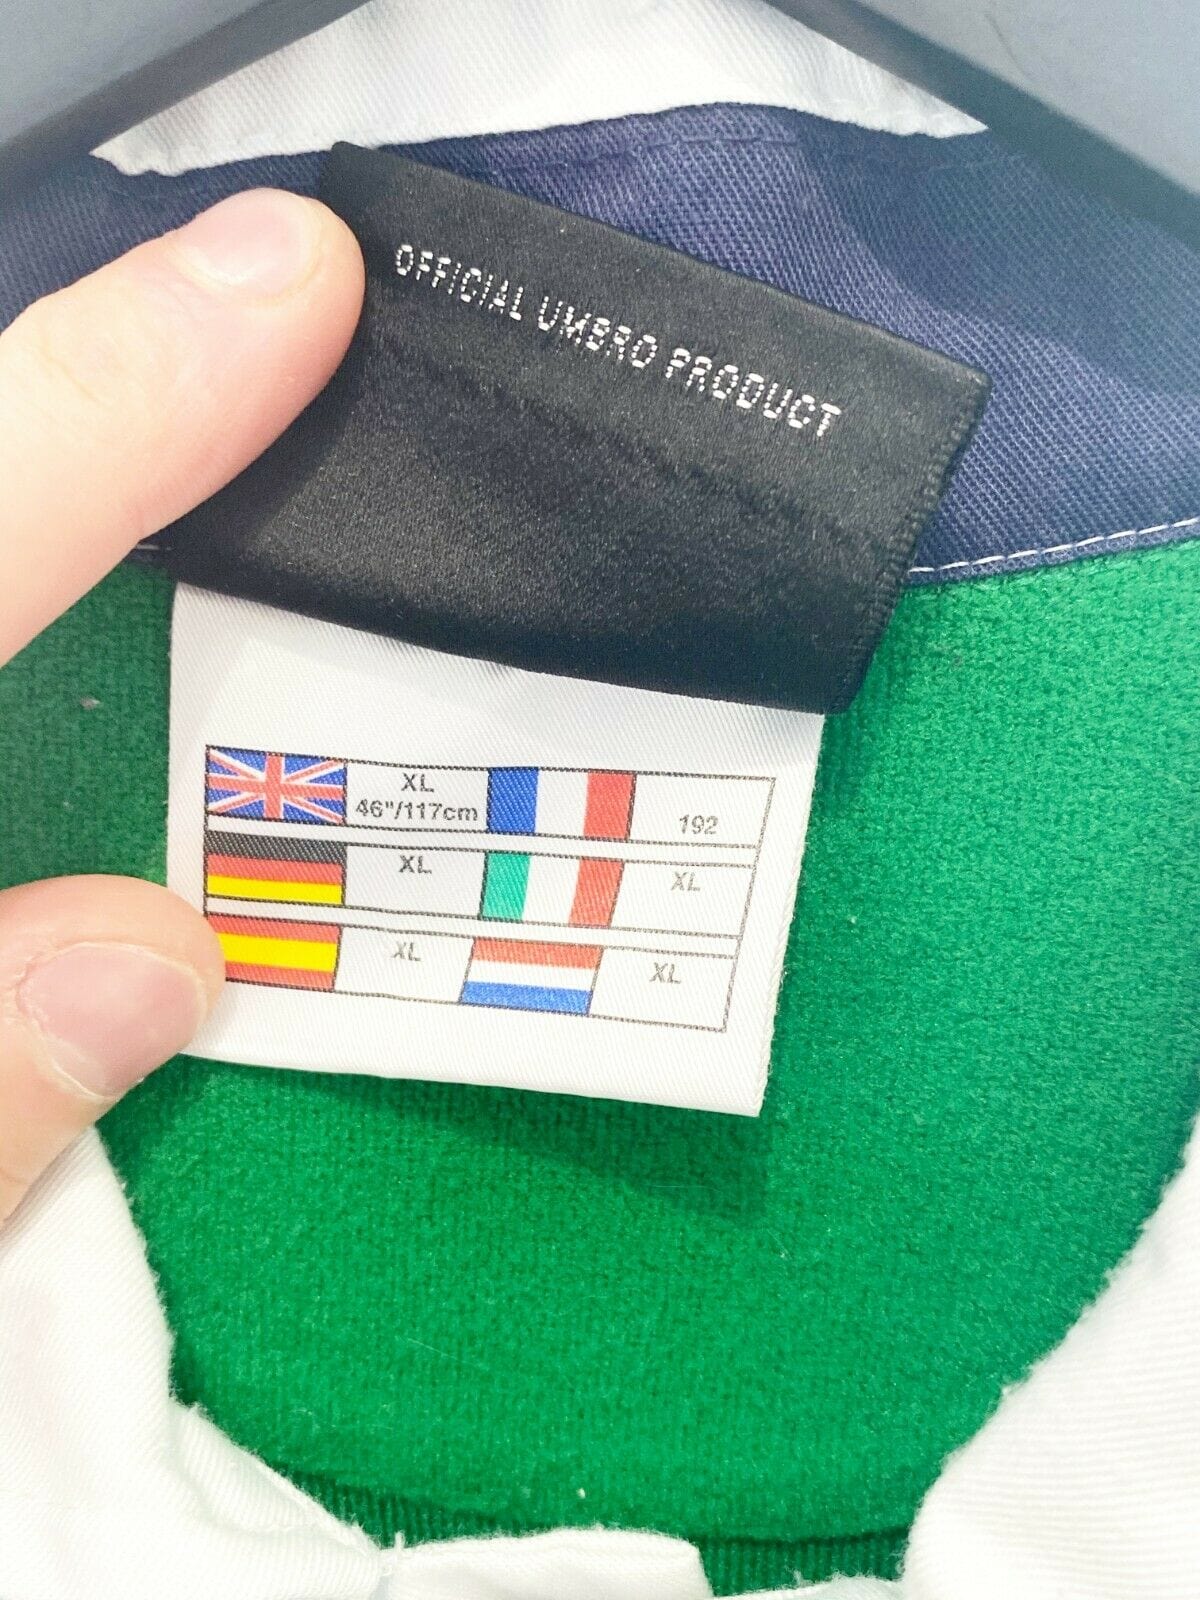 OFFICIAL UMBRO PRODUCT
XL
46"/117cm
192
XL
XL
XL
XL